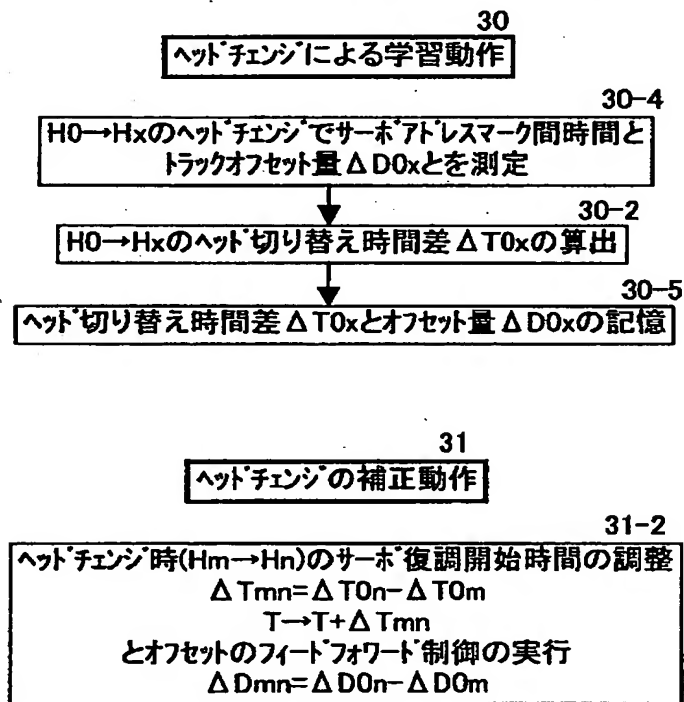 30
ヘッドチェンジによる学習動作
30-4
H0→Hxのヘッドチェンジでサーボアドレスマーク間時間と
トラックオフセット量ΔD0xとを測定
30-2
H0→Hxのヘッド切り替え時間差ΔT0xの算出
30-5
ヘッド切り替え時間差ΔT0xとオフセット量ΔD0xの記憶
31
ヘッドチェンジの補正動作
31-2
ヘッドチェンジ時(Hm→Hn)のサーボ復調開始時間の調整
ΔTmn=ΔT0n-ΔT0m
T→T+ΔTmn
とオフセットのフィードフォワード制御の実行
ΔDmn=ΔD0n-ΔD0m